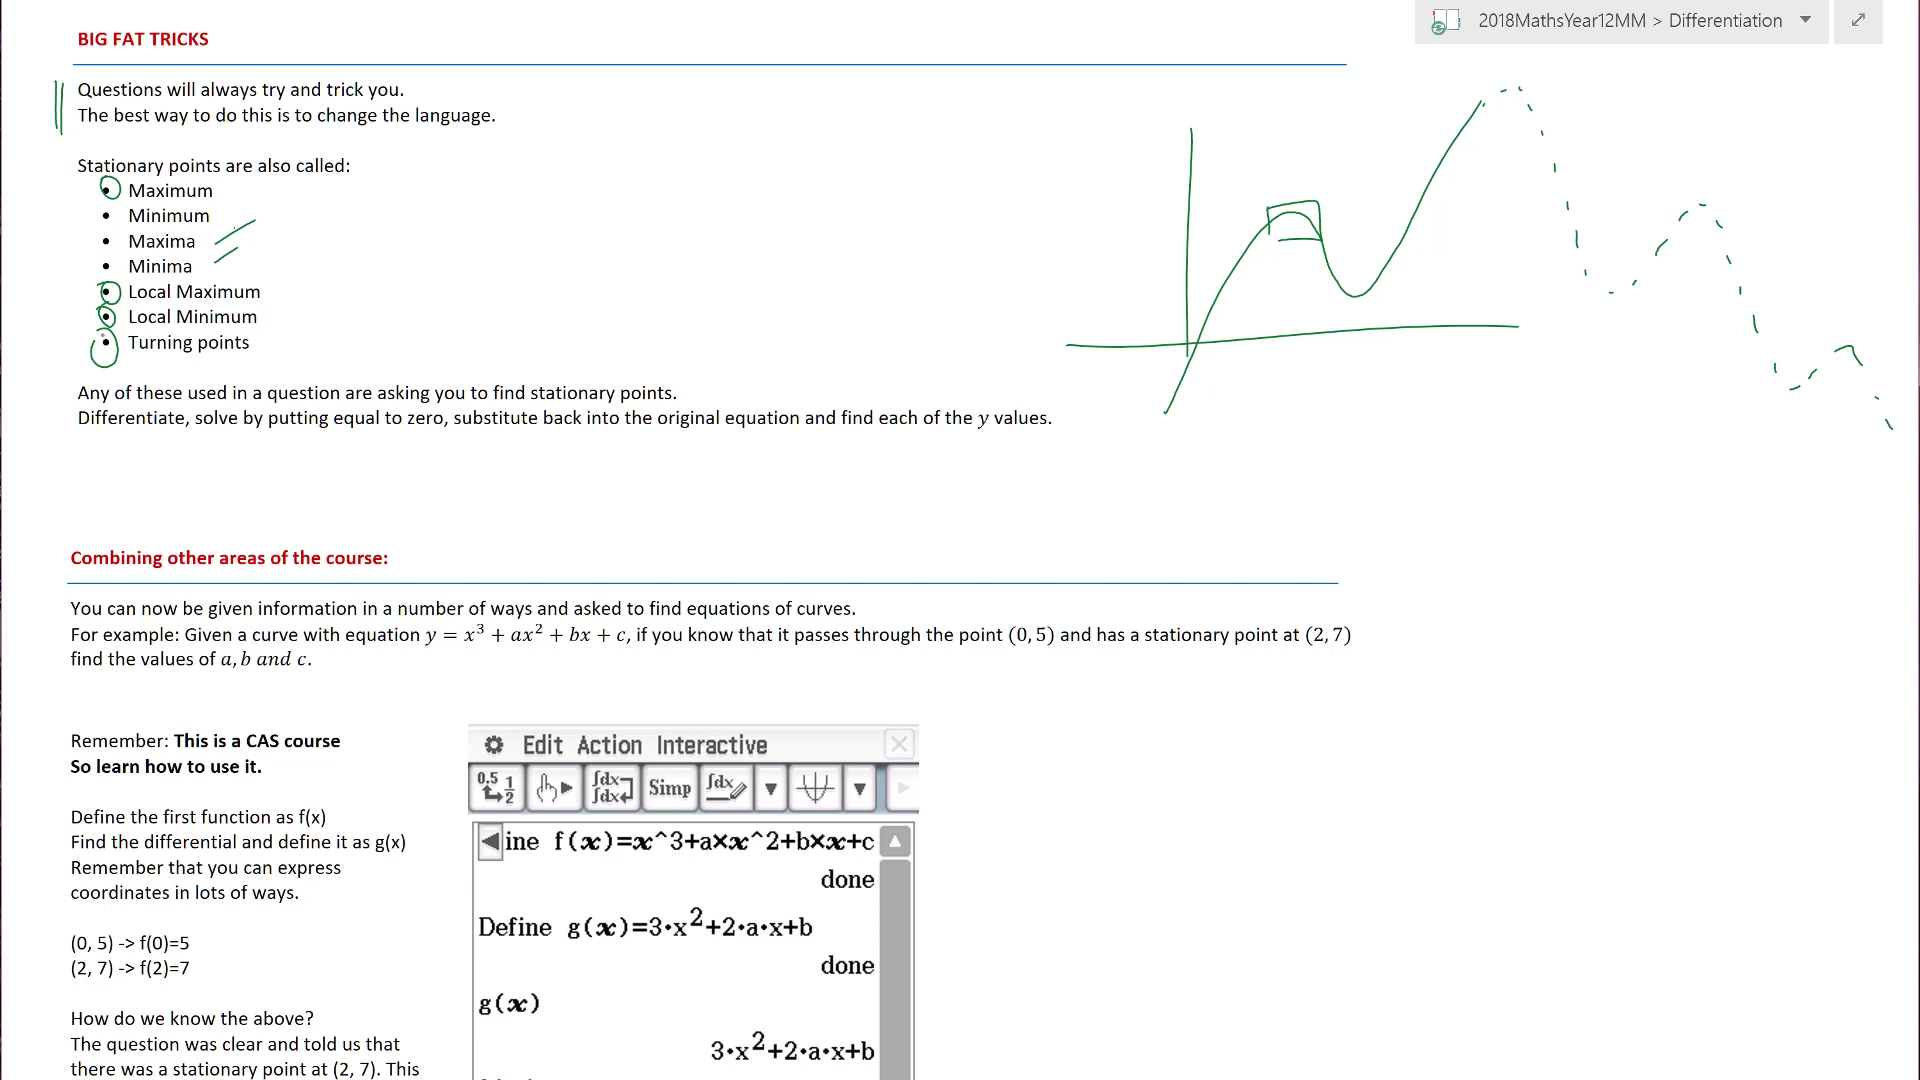 2018MathsYear12MM > Differentiation
BIG FAT TRICKS
Questions will always try and trick you.
The best way to do this is to change the language.
Stationary points are also called:
• Maximum
• Minimum
• Maxima
• Minima
• Local Maximum
• Local Minimum
• Turning points
Any of these used in a question are asking you to find stationary points.
Differentiate, solve by putting equal to zero, substitute back into the original equation and find each of the y values.
Combining other areas of the course:
You can now be given information in a number of ways and asked to find equations of curves.
For example: Given a curve with equation y = x³ + ax² + bx + c, if you know that it passes through the point (0, 5) and has a stationary point at (2, 7)
find the values of a, b and c.
Remember: This is a CAS course
So learn how to use it.
Define the first function as f(x)
Find the differential and define it as g(x)
Remember that you can express
coordinates in lots of ways.
(0, 5) -> f(0)=5
(2, 7) -> f(2)=7
How do we know the above?
The question was clear and told us that
there was a stationary point at (2, 7). This
Edit Action Interactive
0.5 1/2 ∫dx ∫dx Simp ∫dx
ine f(x)=x^3+a×x^2+b×x+c
done
Define g(x)=3·x²+2·a·x+b
done
g(x)
3·x²+2·a·x+b